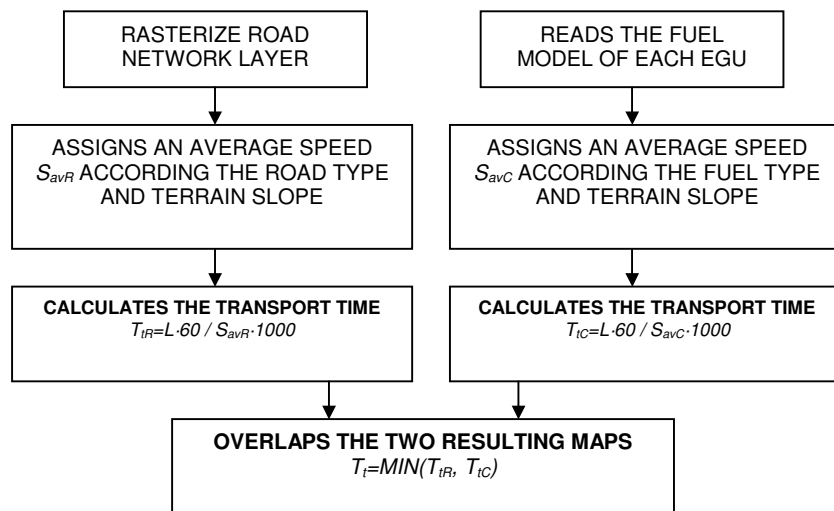 RASTERIZE ROAD
NETWORK LAYER
READS THE FUEL
MODEL OF EACH EGU
ASSIGNS AN AVERAGE SPEED
SavR ACCORDING THE ROAD TYPE
AND TERRAIN SLOPE
ASSIGNS AN AVERAGE SPEED
SavC ACCORDING THE FUEL TYPE
AND TERRAIN SLOPE
CALCULATES THE TRANSPORT TIME
TtR=L·60 / SavR·1000
CALCULATES THE TRANSPORT TIME
TtC=L·60 / SavC·1000
OVERLAPS THE TWO RESULTING MAPS
Tt=MIN(TtR, TtC)